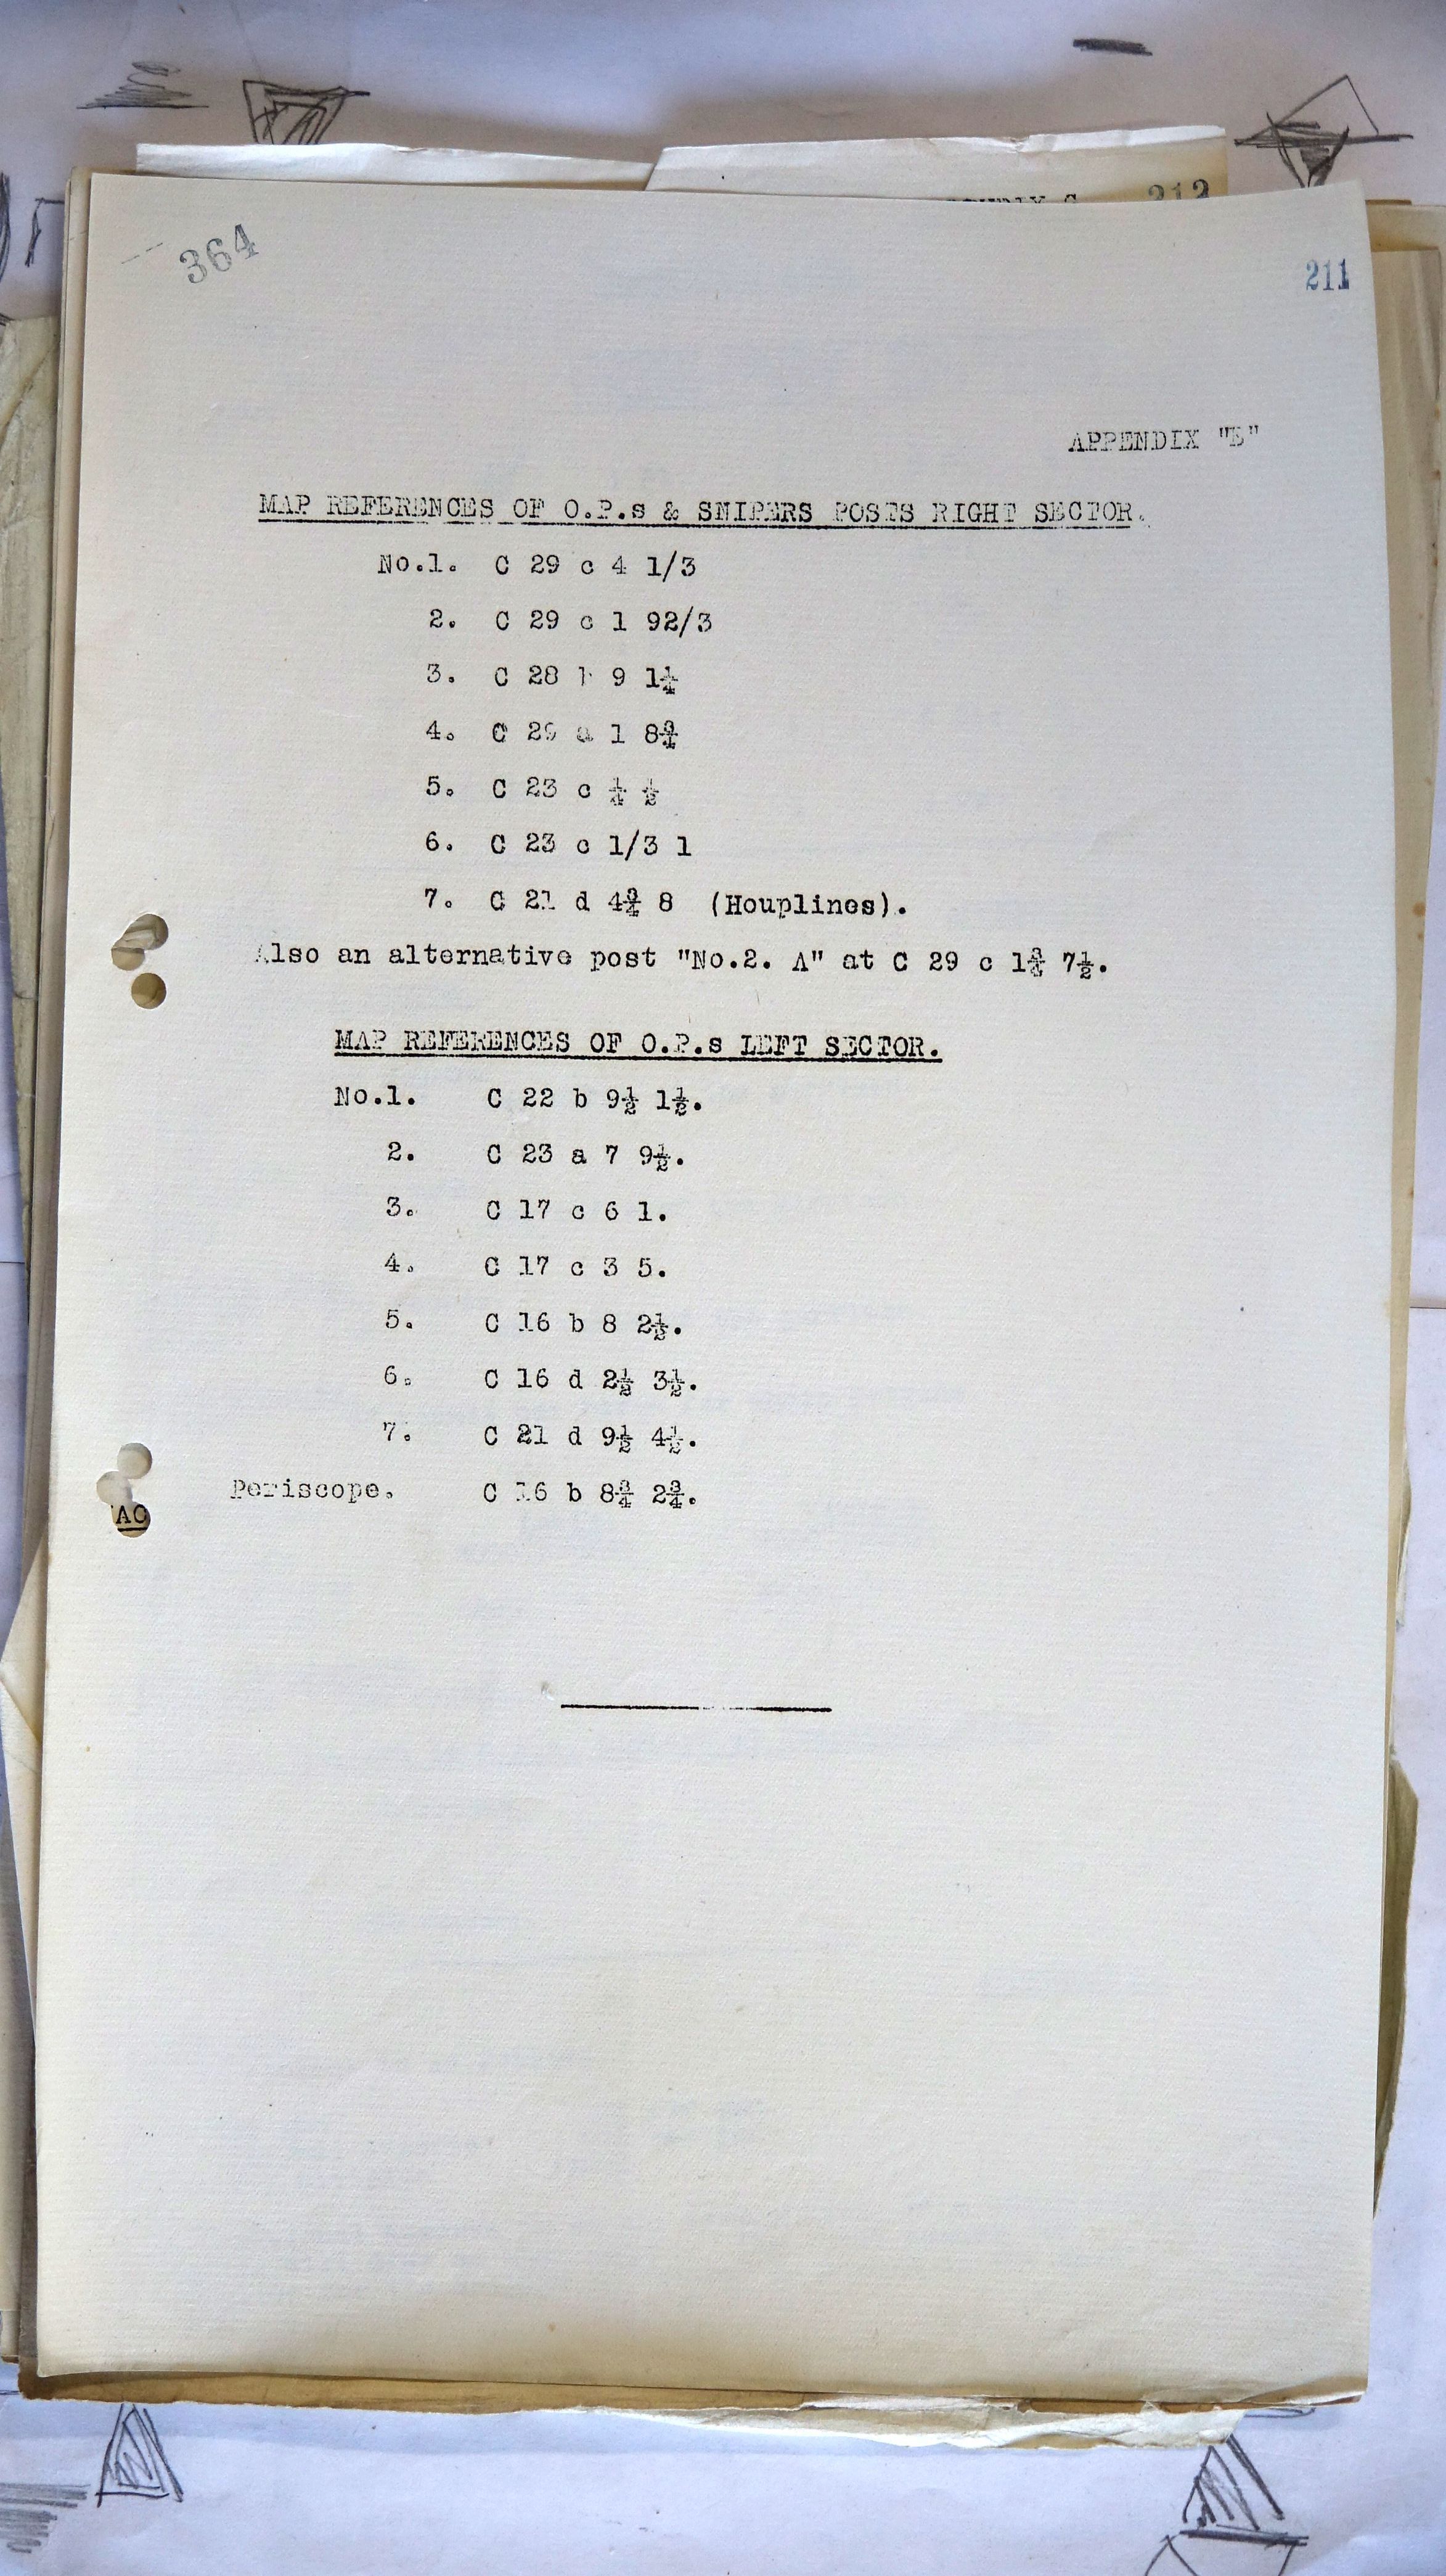 212
364
211
APPENDIX "B"
MAP REFERENCES OF O.P.s & SNIPERS POSTS RIGHT SECTOR.
No.1. C 29 c 4 1/3
2. C 29 c 1 92/3
3. C 28 b 9 1¼
4. C 29 a 1 8¾
5. C 23 c ¼ ½
6. C 23 c 1/3 1
7. C 21 d 4¾ 8 (Houplines).
Also an alternative post "No.2. A" at C 29 c 1¾ 7½.
MAP REFERENCES OF O.P.s LEFT SECTOR.
No.1. C 22 b 9½ 1½.
2. C 23 a 7 9½.
3. C 17 c 6 1.
4. C 17 c 3 5.
5. C 16 b 8 2½.
6. C 16 d 2½ 3½.
7. C 21 d 9½ 4½.
Periscope. C 16 b 8¾ 2¾.
AC